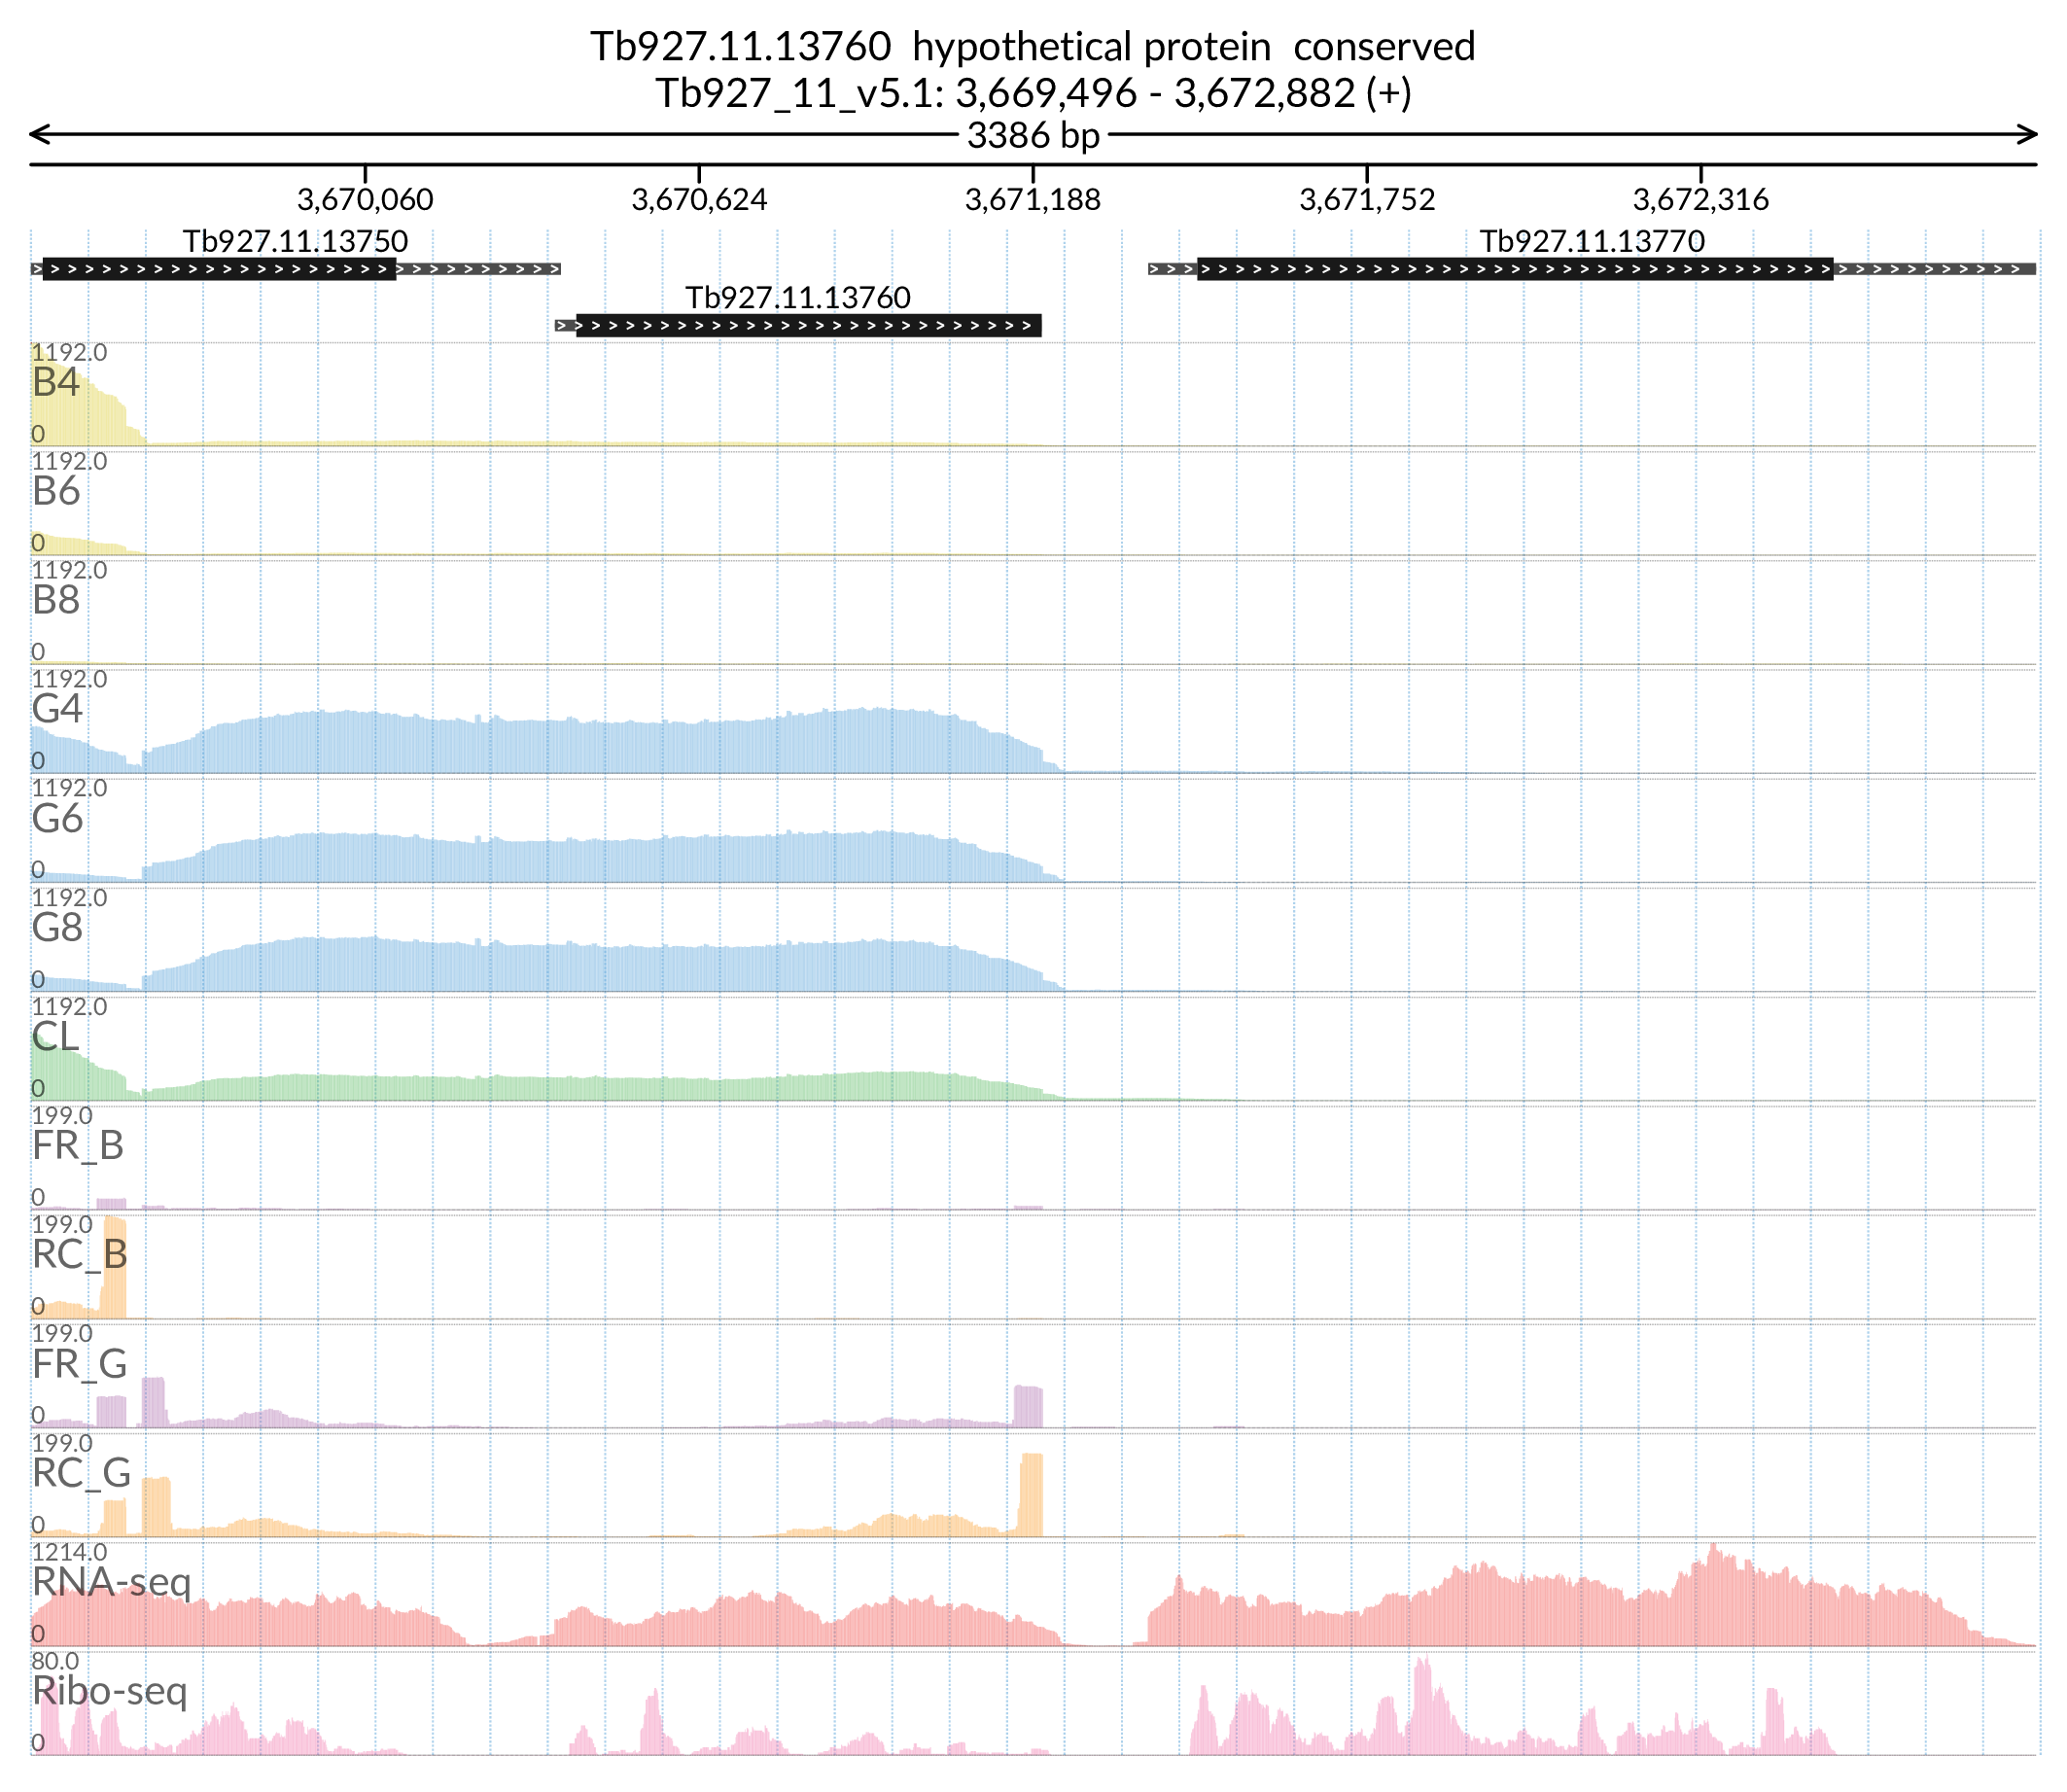 Tb927.11.13760  hypothetical protein  conserved
Tb927_11_v5.1: 3,669,496 - 3,672,882 (+)
3386 bp
3,670,060 3,670,624 3,671,188 3,671,752 3,672,316
Tb927.11.13750 Tb927.11.13770
Tb927.11.13760
1192.0
B4
0
1192.0
B6
0
1192.0
B8
0
1192.0
G4
0
1192.0
G6
0
1192.0
G8
0
1192.0
CL
0
199.0
FR_B
0
199.0
RC_B
0
199.0
FR_G
0
199.0
RC_G
0
1214.0
RNA-seq
0
80.0
Ribo-seq
0